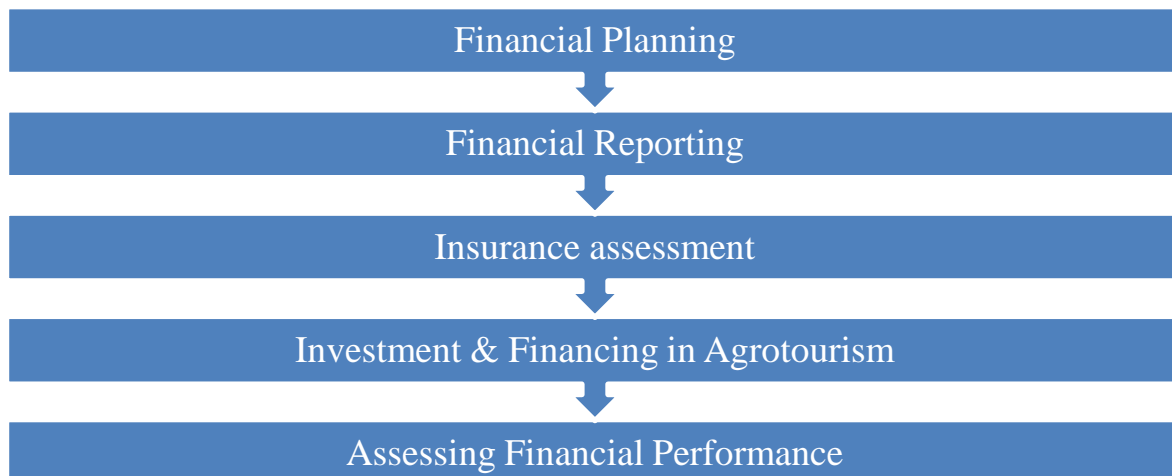 Financial Planning
Financial Reporting
Insurance assessment
Investment & Financing in Agrotourism
Assessing Financial Performance